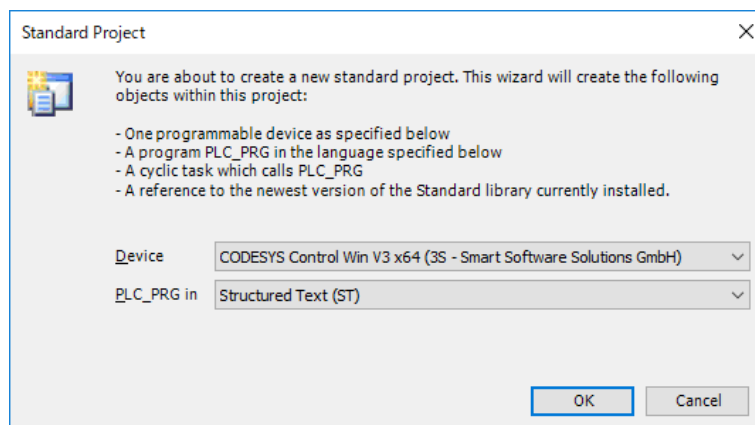 Standard Project
You are about to create a new standard project. This wizard will create the following
objects within this project:
- One programmable device as specified below
- A program PLC_PRG in the language specified below
- A cyclic task which calls PLC_PRG
- A reference to the newest version of the Standard library currently installed.
Device CODESYS Control Win V3 x64 (3S - Smart Software Solutions GmbH)
PLC_PRG in Structured Text (ST)
OK Cancel